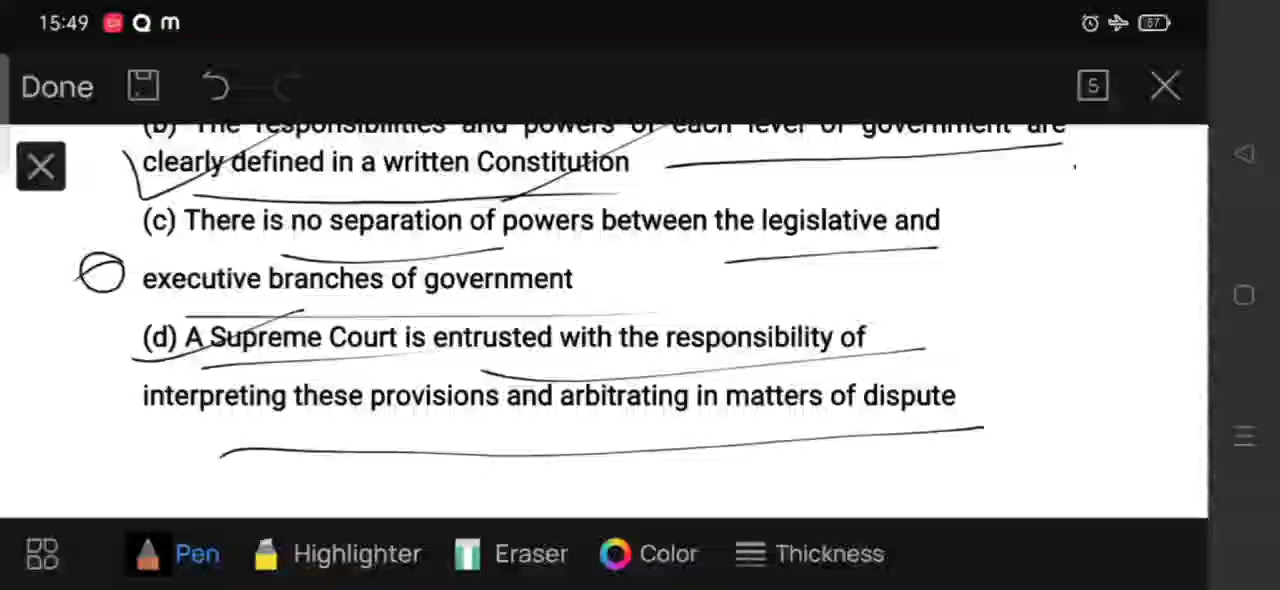 15:49 Q m 57
Done S
(b) The responsibilities and powers of each level of government are
clearly defined in a written Constitution
(c) There is no separation of powers between the legislative and
executive branches of government
(d) A Supreme Court is entrusted with the responsibility of
interpreting these provisions and arbitrating in matters of dispute
Pen Highlighter Eraser Color Thickness